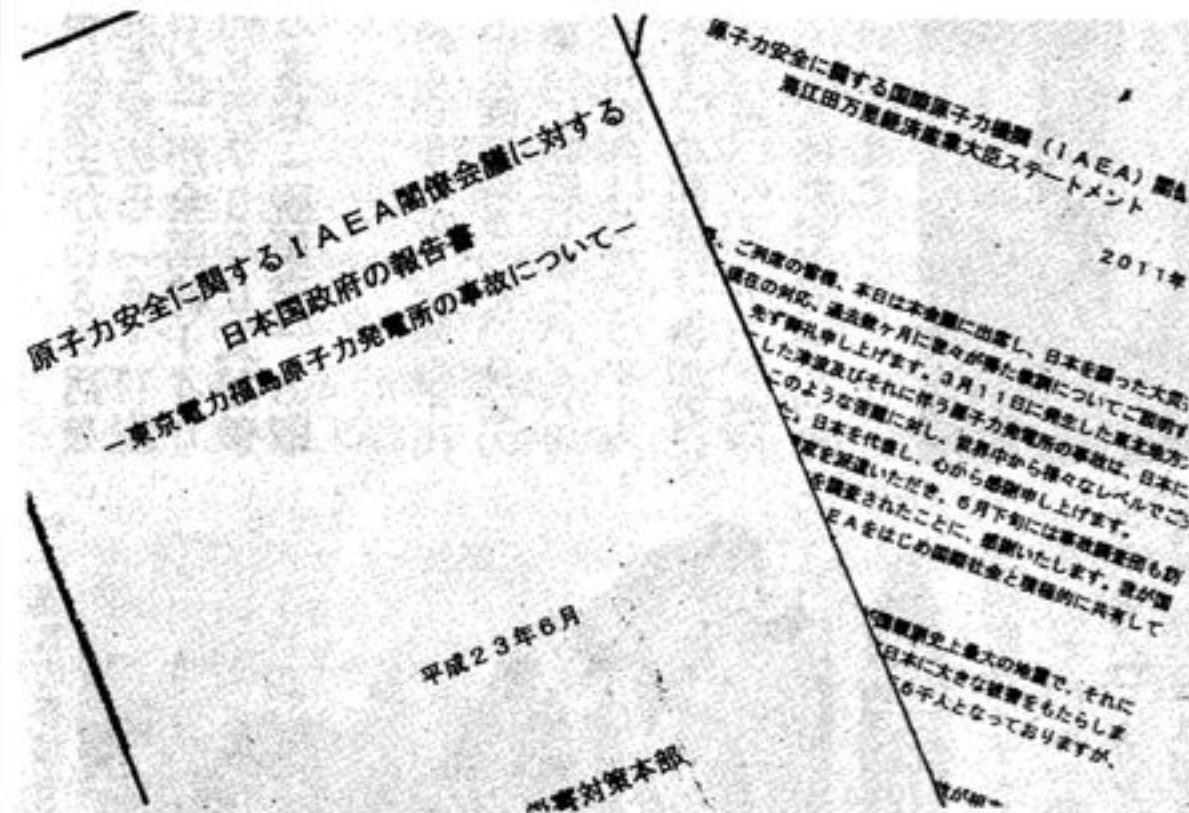 原子力安全に関するIAEA閣僚会議に対する
日本国政府の報告書
ー東京電力福島原子力発電所の事故についてー
平成23年6月
害対策本部
原子力安全に関する国際原子力機関(IAEA)閣
海江田万里経済産業大臣ステートメント
2011年
、ご列席の皆様、本日は本会議に出席し、日本を襲った大災
現在の対応、過去数ヶ月に我々が得た教訓についてご説明す
先ず御礼申し上げます。3月11日に発生した東北地方
した津波及びそれに伴う原子力発電所の事故は、日本に
このような苦難に対し、世界中から様々なレベルでご
た。日本を代表し、心から感謝申し上げます。
家を派遣いただき、5月下旬には事故調査団も訪
を調査されたことに、感謝いたします。我が国
EAをはじめ国際社会と積極的に共有して
国観測史上最大の地震で、それに
日本に大きな被害をもたらしま
5千人となっておりますが、